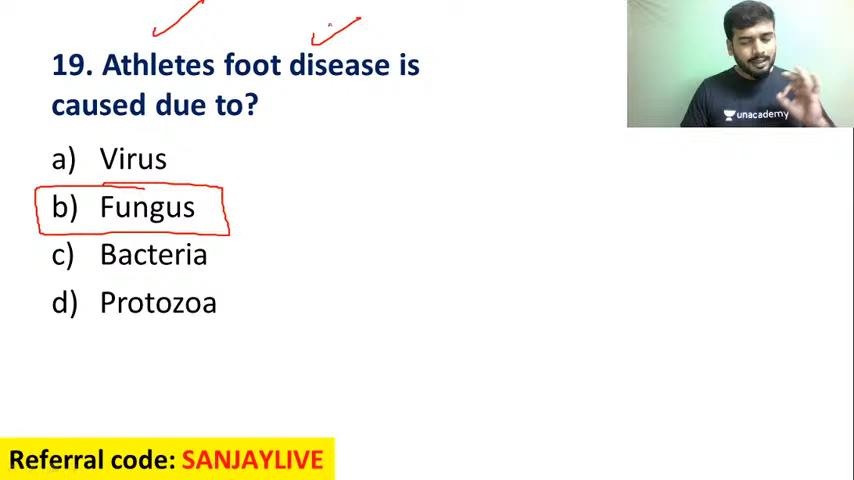 19. Athletes foot disease is
caused due to?
a) Virus
b) Fungus
c) Bacteria
d) Protozoa
unacademy
Referral code: SANJAYLIVE